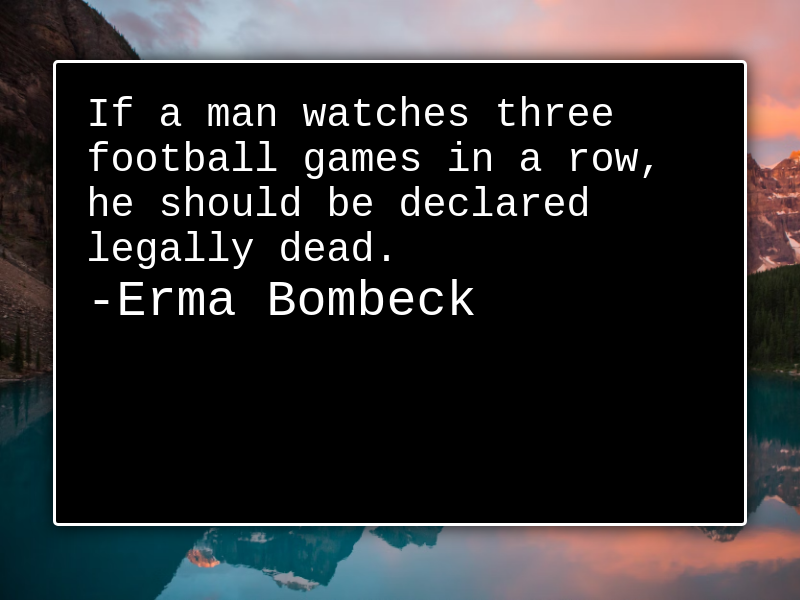 If a man watches three
football games in a row,
he should be declared
legally dead.
-Erma Bombeck